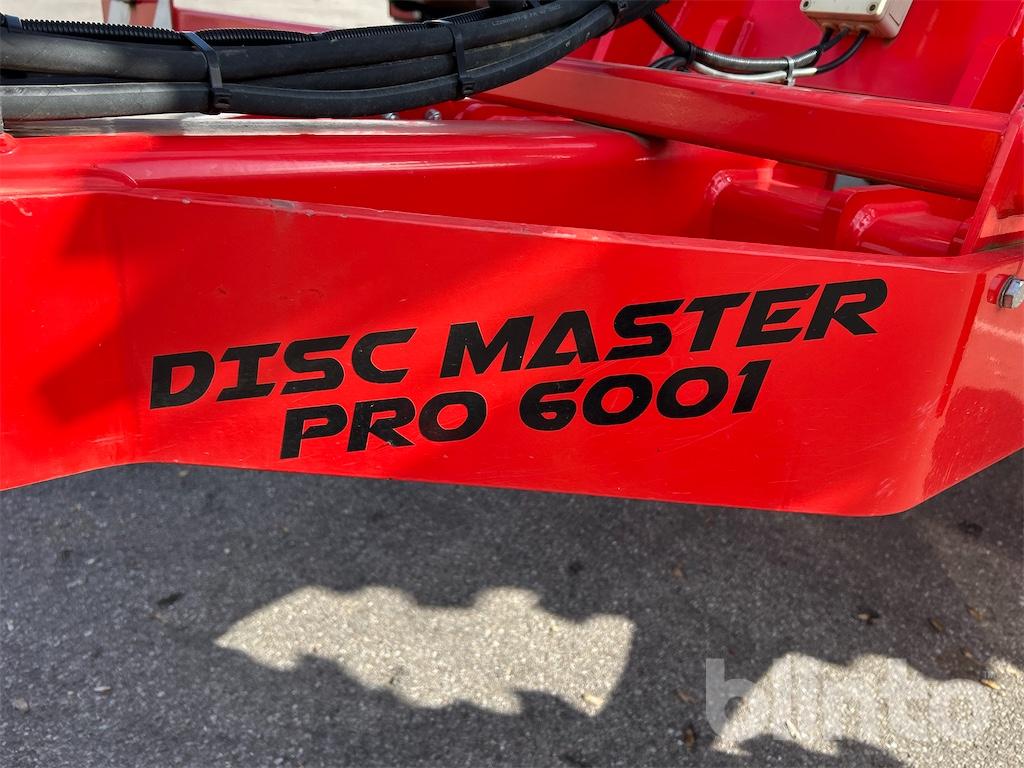 DISC MASTER
PRO 6001
blinto